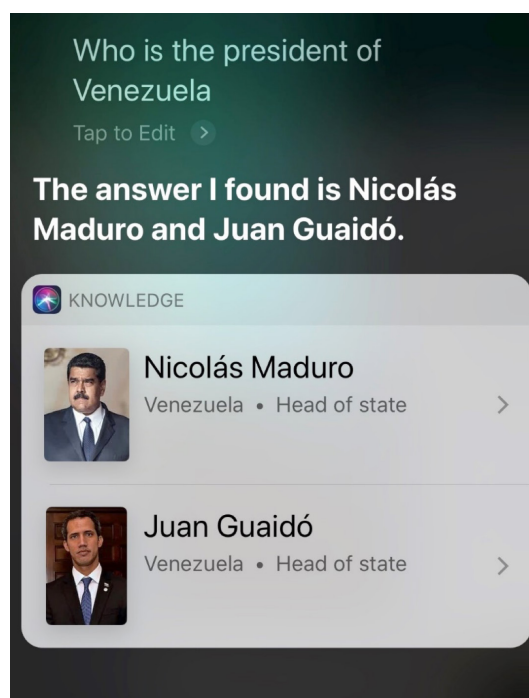 Who is the president of
Venezuela
Tap to Edit >
The answer I found is Nicolás
Maduro and Juan Guaidó.
KNOWLEDGE
Nicolás Maduro
Venezuela • Head of state
Juan Guaidó
Venezuela • Head of state